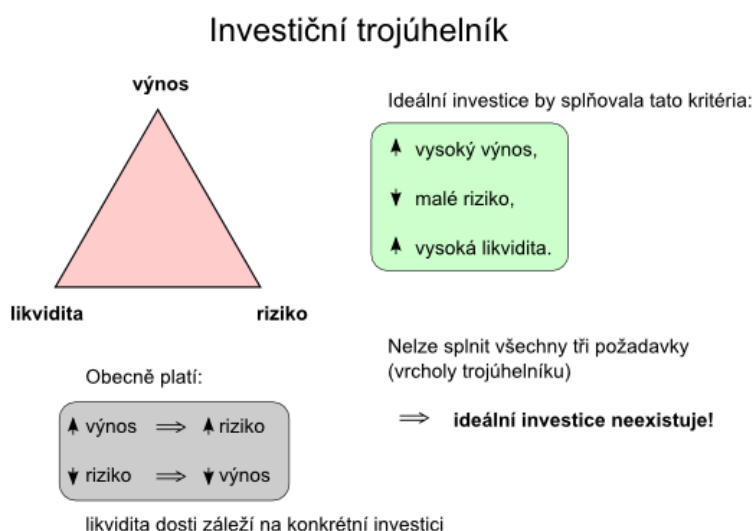 Investiční trojúhelník
výnos
likvidita
riziko
Ideální investice by splňovala tato kritéria:
vysoký výnos,
malé riziko,
vysoká likvidita.
Nelze splnit všechny tři požadavky
(vrcholy trojúhelníku)
⟹ ideální investice neexistuje!
Obecně platí:
výnos ⟹ riziko
riziko ⟹ výnos
likvidita dosti záleží na konkrétní investici